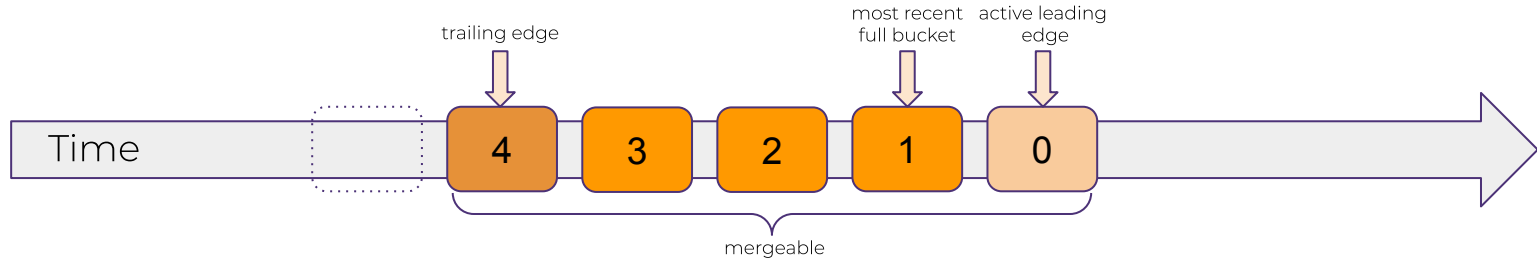 trailing edge
most recent
full bucket
active leading
edge
Time
4
3
2
1
0
mergeable